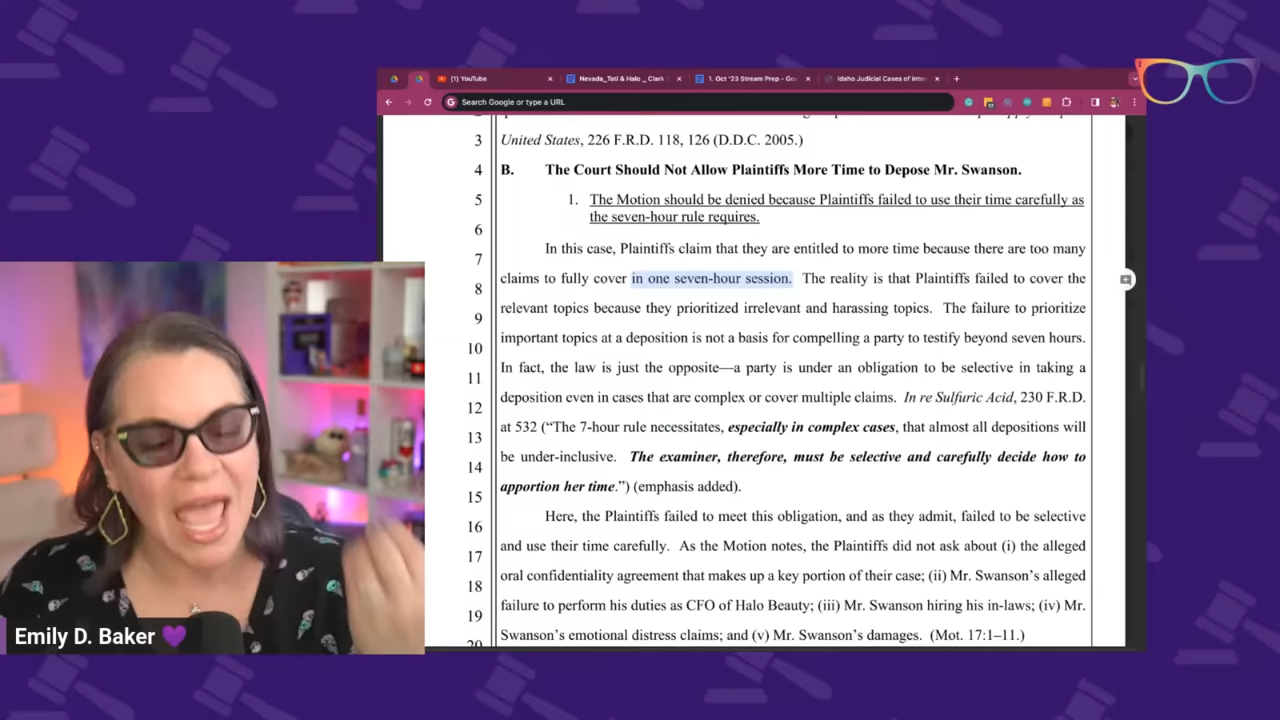 (1) YouTube
Nevada_Tati & Halo _ Clark
1. Oct '23 Stream Prep - Go
Idaho Judicial Cases of Inte
Search Google or type a URL
3 United States, 226 F.R.D. 118, 126 (D.D.C. 2005.)
4 B. The Court Should Not Allow Plaintiffs More Time to Depose Mr. Swanson.
5 1. The Motion should be denied because Plaintiffs failed to use their time carefully as
6 the seven-hour rule requires.
7 In this case, Plaintiffs claim that they are entitled to more time because there are too many
8 claims to fully cover in one seven-hour session. The reality is that Plaintiffs failed to cover the
9 relevant topics because they prioritized irrelevant and harassing topics. The failure to prioritize
10 important topics at a deposition is not a basis for compelling a party to testify beyond seven hours.
11 In fact, the law is just the opposite—a party is under an obligation to be selective in taking a
12 deposition even in cases that are complex or cover multiple claims. In re Sulfuric Acid, 230 F.R.D.
13 at 532 ("The 7-hour rule necessitates, especially in complex cases, that almost all depositions will
14 be under-inclusive. The examiner, therefore, must be selective and carefully decide how to
15 apportion her time.") (emphasis added).
16 Here, the Plaintiffs failed to meet this obligation, and as they admit, failed to be selective
17 and use their time carefully. As the Motion notes, the Plaintiffs did not ask about (i) the alleged
18 oral confidentiality agreement that makes up a key portion of their case; (ii) Mr. Swanson's alleged
19 failure to perform his duties as CFO of Halo Beauty; (iii) Mr. Swanson hiring his in-laws; (iv) Mr.
20 Swanson's emotional distress claims; and (v) Mr. Swanson's damages. (Mot. 17:1–11.)
Emily D. Baker